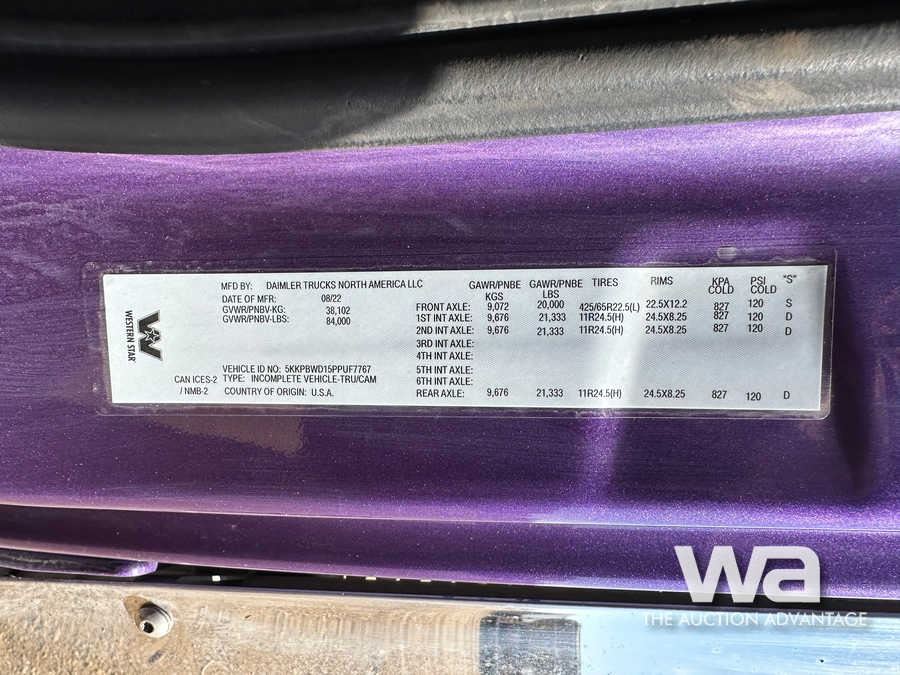 MFD BY: DAIMLER TRUCKS NORTH AMERICA LLC
DATE OF MFR: 08/22
GVWR/PNBV-KG: 38,102
GVWR/PNBV-LBS: 84,000
VEHICLE ID NO: 5KKPBWD15PPUF7767
TYPE: INCOMPLETE VEHICLE-TRU/CAM
COUNTRY OF ORIGIN: U.S.A.
WESTERN STAR
CAN ICES-2
/ NMB-2
GAWR/PNBE KGS GAWR/PNBE LBS TIRES RIMS KPA COLD PSI COLD "S"
FRONT AXLE: 9,072 20,000 425/65R22.5(L) 22.5X12.2 827 120 S
1ST INT AXLE: 9,676 21,333 11R24.5(H) 24.5X8.25 827 120 D
2ND INT AXLE: 9,676 21,333 11R24.5(H) 24.5X8.25 827 120 D
3RD INT AXLE:
4TH INT AXLE:
5TH INT AXLE:
6TH INT AXLE:
REAR AXLE: 9,676 21,333 11R24.5(H) 24.5X8.25 827 120 D
wa
THE AUCTION ADVANTAGE